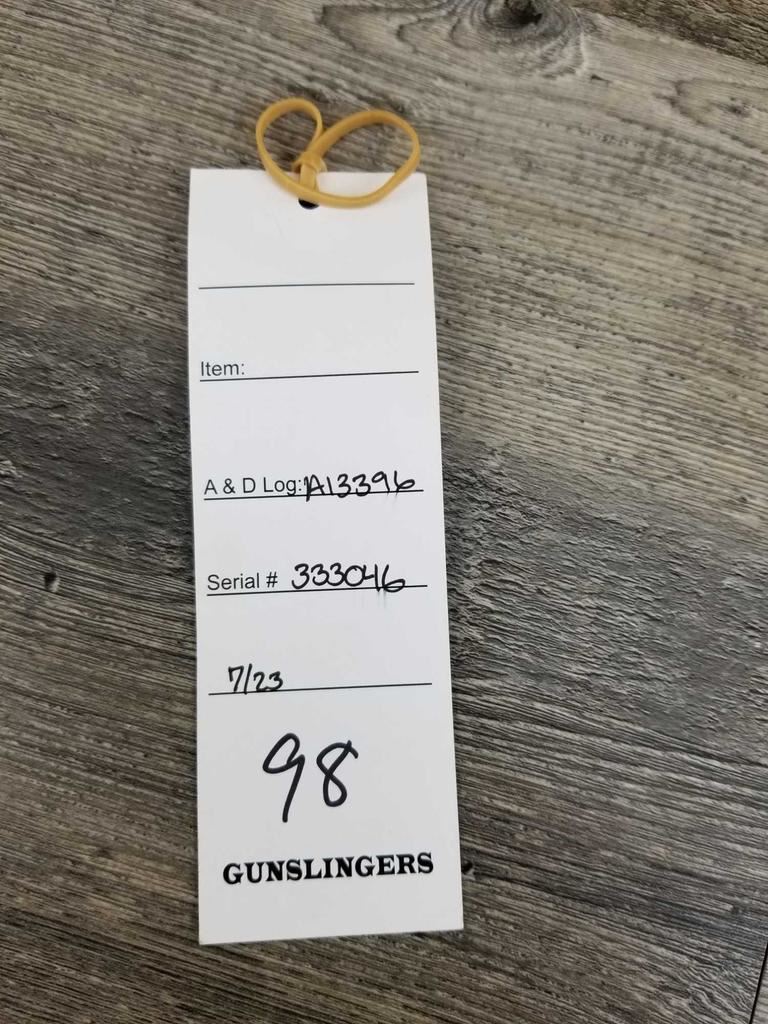 Item:
A & D Log: A13396
Serial # 333046
7/23
98
GUNSLINGERS